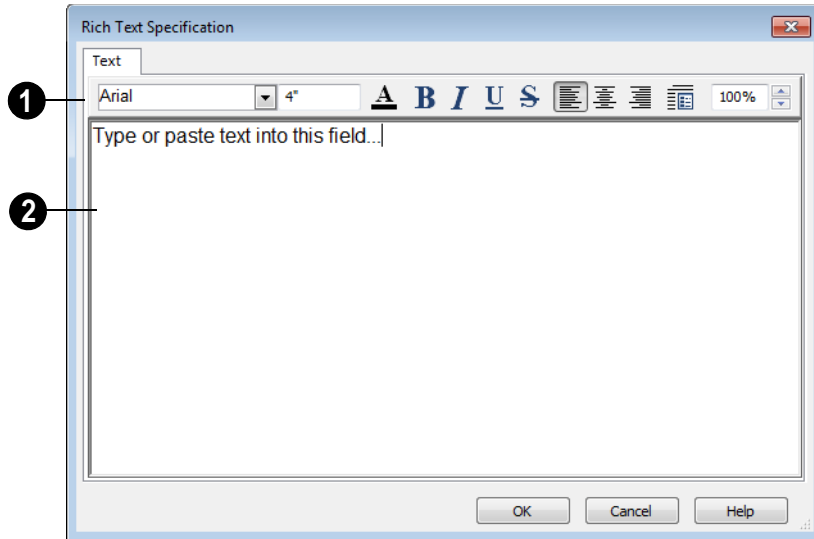 Rich Text Specification
Text
1
Arial 4" A B I U S 100%
Type or paste text into this field...
2
OK Cancel Help